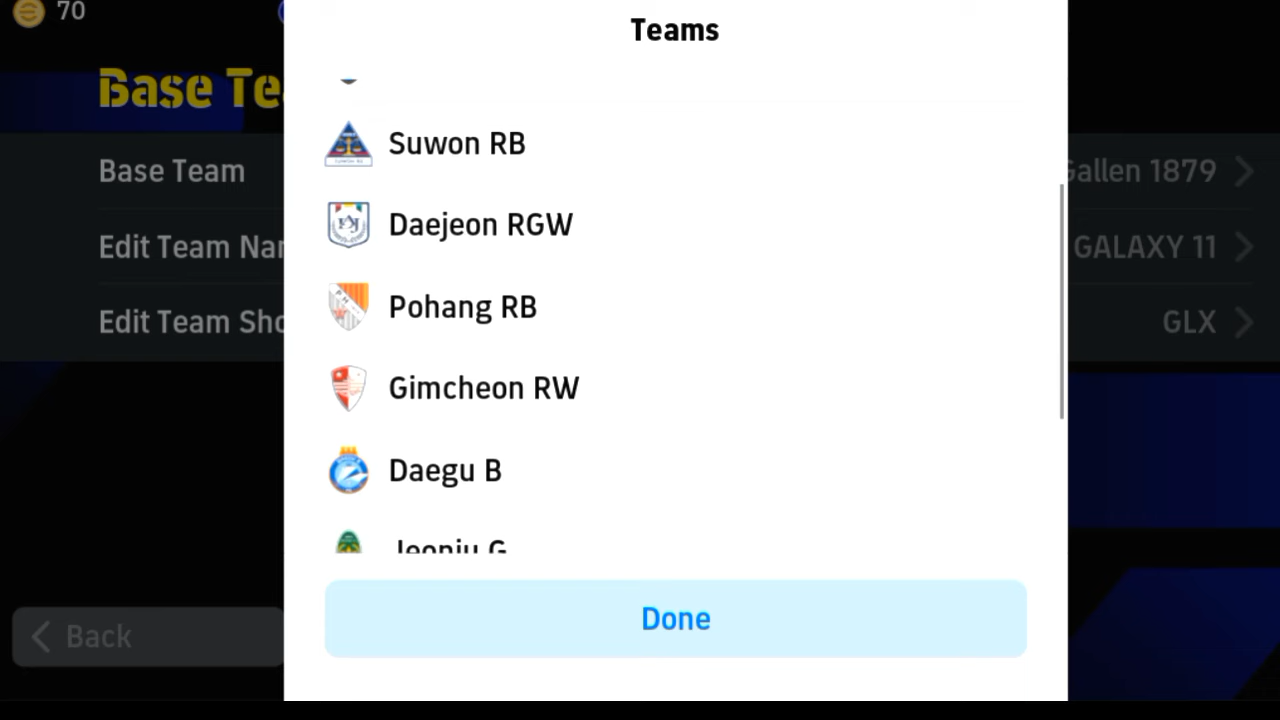 70
Teams
Base Te
Suwon RB
Base Team
Gallen 1879
Daejeon RGW
Edit Team Nar
GALAXY 11
Pohang RB
Edit Team Sho
GLX
Gimcheon RW
Daegu B
Jeonju G
Done
Back